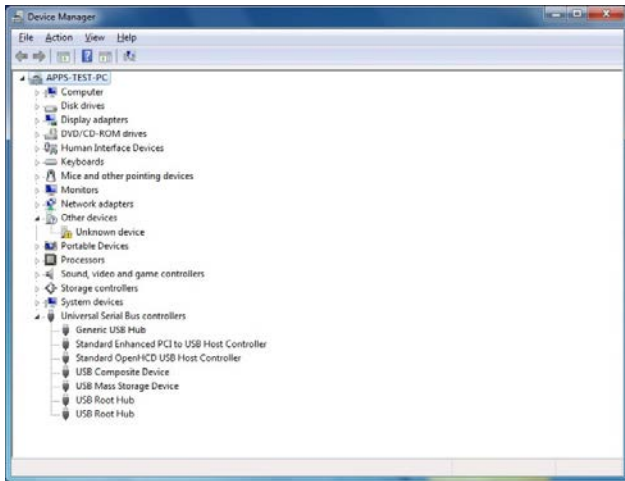 Device Manager
File Action View Help
APPS-TEST-PC
Computer
Disk drives
Display adapters
DVD/CD-ROM drives
Human Interface Devices
Keyboards
Mice and other pointing devices
Monitors
Network adapters
Other devices
Unknown device
Portable Devices
Processors
Sound, video and game controllers
Storage controllers
System devices
Universal Serial Bus controllers
Generic USB Hub
Standard Enhanced PCI to USB Host Controller
Standard OpenHCD USB Host Controller
USB Composite Device
USB Mass Storage Device
USB Root Hub
USB Root Hub